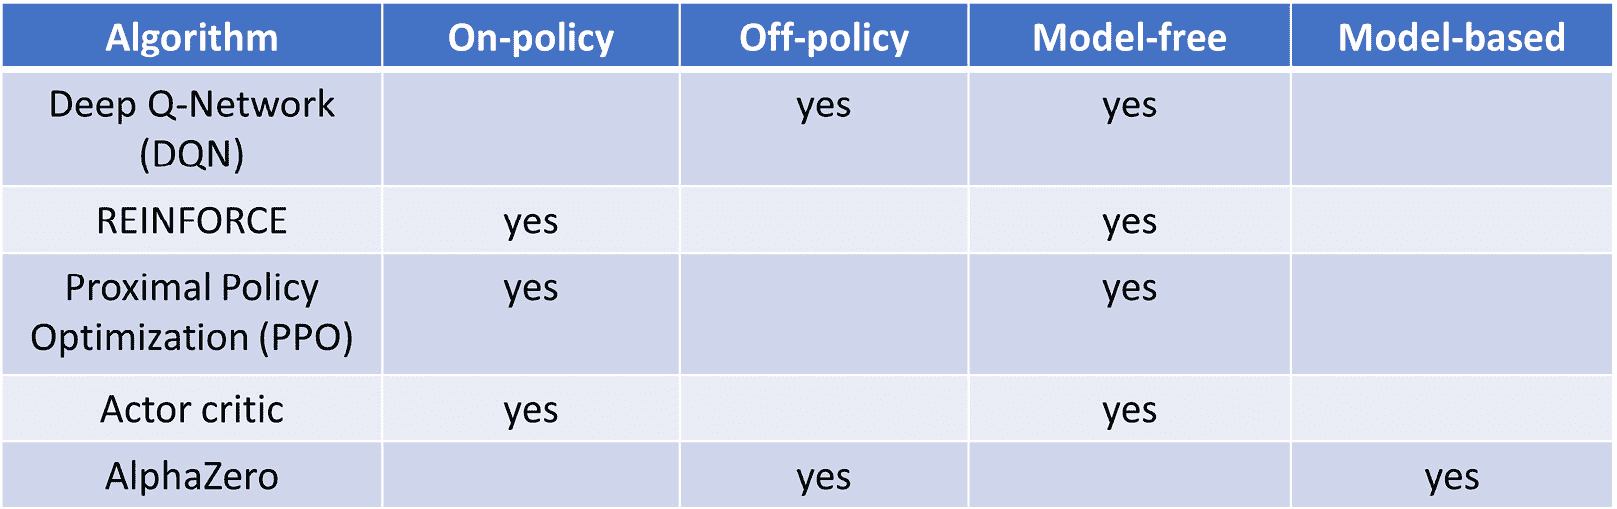 Algorithm On-policy Off-policy Model-free Model-based
Deep Q-Network yes yes
(DQN)
REINFORCE yes yes
Proximal Policy yes yes
Optimization (PPO)
Actor critic yes yes
AlphaZero yes yes